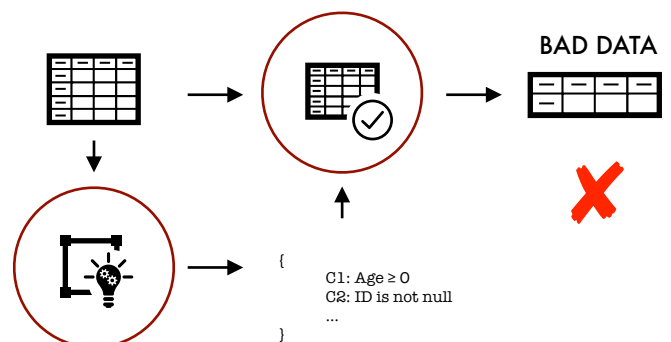 BAD DATA
{
C1: Age ≥ 0
C2: ID is not null
...
}